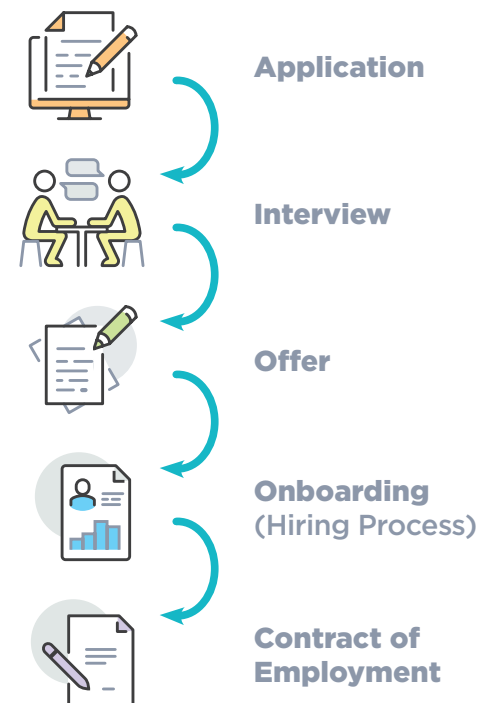 Application
Interview
Offer
Onboarding
(Hiring Process)
Contract of
Employment